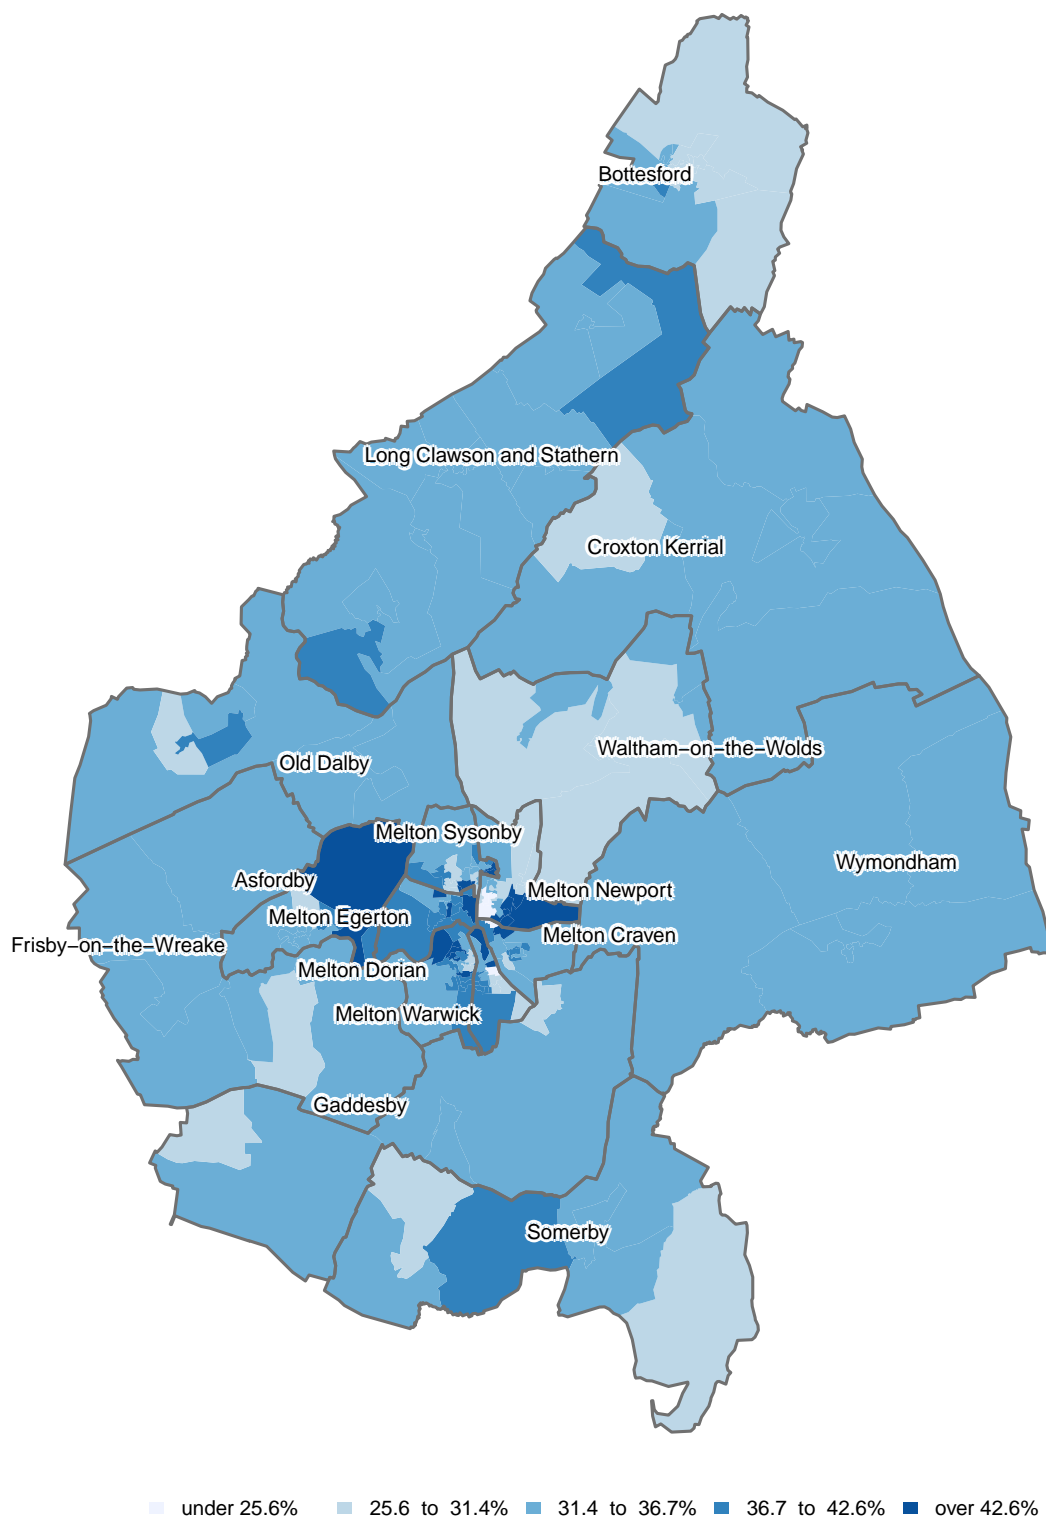 Bottesford
Long Clawson and Stathern
Croxton Kerrial
Waltham−on−the−Wolds
Old Dalby
Melton Sysonby
Wymondham
Asfordby
Melton Newport
Melton Egerton
Melton Craven
Frisby−on−the−Wreake
Melton Dorian
Melton Warwick
Gaddesby
Somerby
under 25.6% 25.6 to 31.4% 31.4 to 36.7% 36.7 to 42.6% over 42.6%